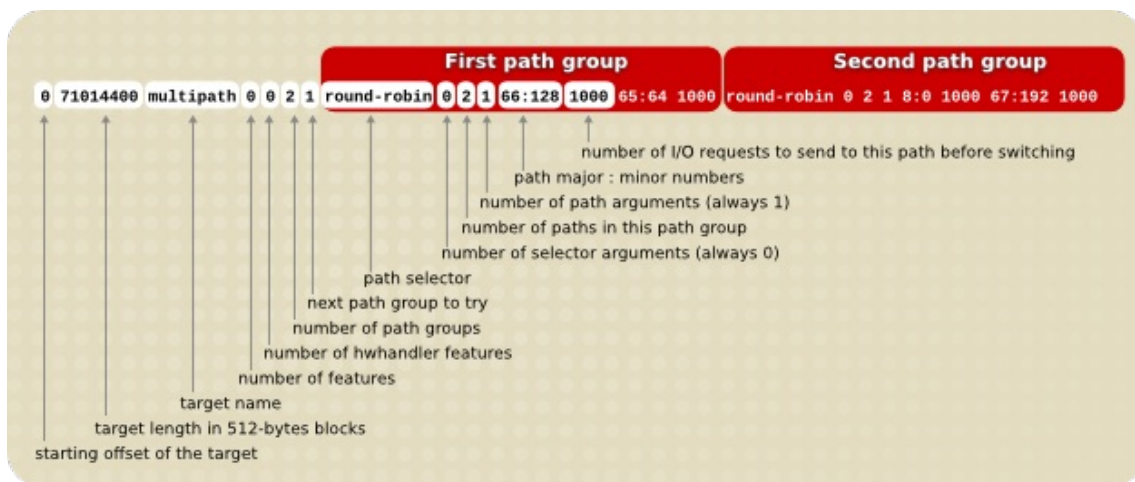 First path group Second path group
0 71014400 multipath 0 0 2 1 round-robin 0 2 1 66:128 1000 65:64 1000 round-robin 0 2 1 8:0 1000 67:192 1000
number of I/O requests to send to this path before switching
path major : minor numbers
number of path arguments (always 1)
number of paths in this path group
number of selector arguments (always 0)
path selector
next path group to try
number of path groups
number of hwhandler features
number of features
target name
target length in 512-bytes blocks
starting offset of the target